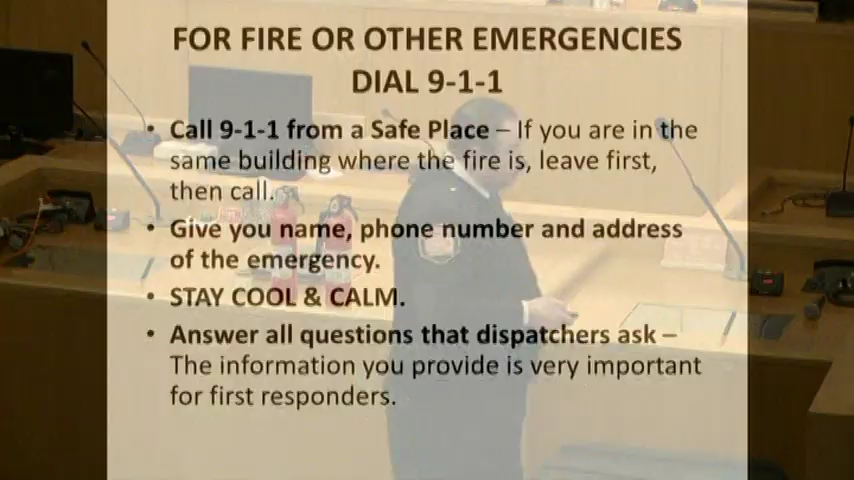 FOR FIRE OR OTHER EMERGENCIES
DIAL 9-1-1
• Call 9-1-1 from a Safe Place – If you are in the
same building where the fire is, leave first,
then call.
• Give you name, phone number and address
of the emergency.
• STAY COOL & CALM.
• Answer all questions that dispatchers ask –
The information you provide is very important
for first responders.